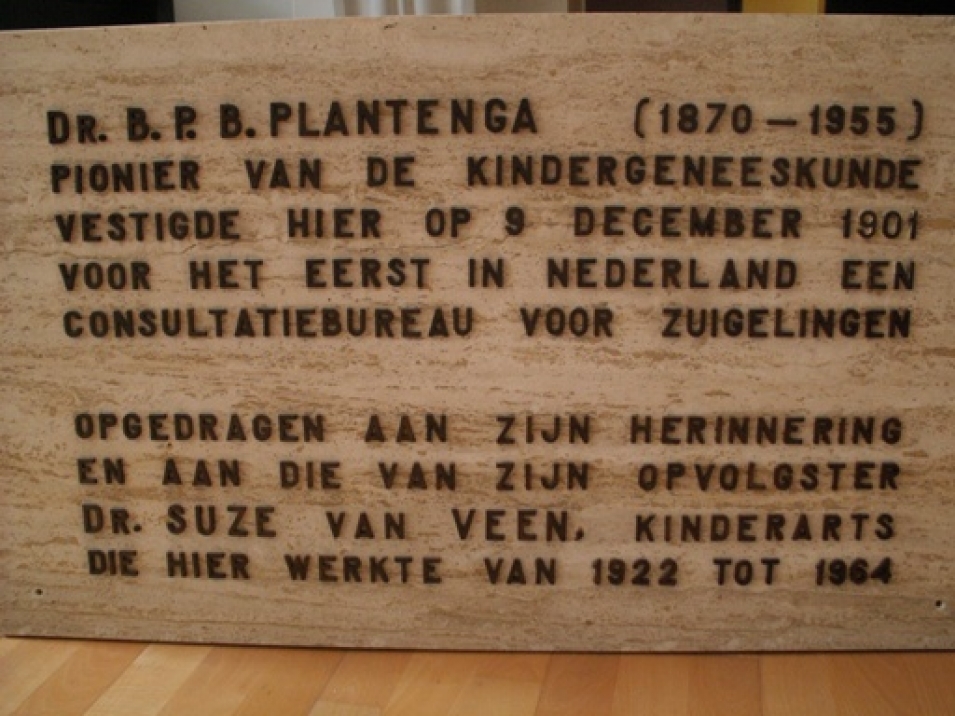 DR. B. P. B. PLANTENGA (1870 — 1955)
PIONIER VAN DE KINDERGENEESKUNDE
VESTIGDE HIER OP 9 DECEMBER 1901
VOOR HET EERST IN NEDERLAND EEN
CONSULTATIEBUREAU VOOR ZUIGELINGEN
OPGEDRAGEN AAN ZIJN HERINNERING
EN AAN DIE VAN ZIJN OPVOLGSTER
DR. SUZE VAN VEEN, KINDERARTS
DIE HIER WERKTE VAN 1922 TOT 1964